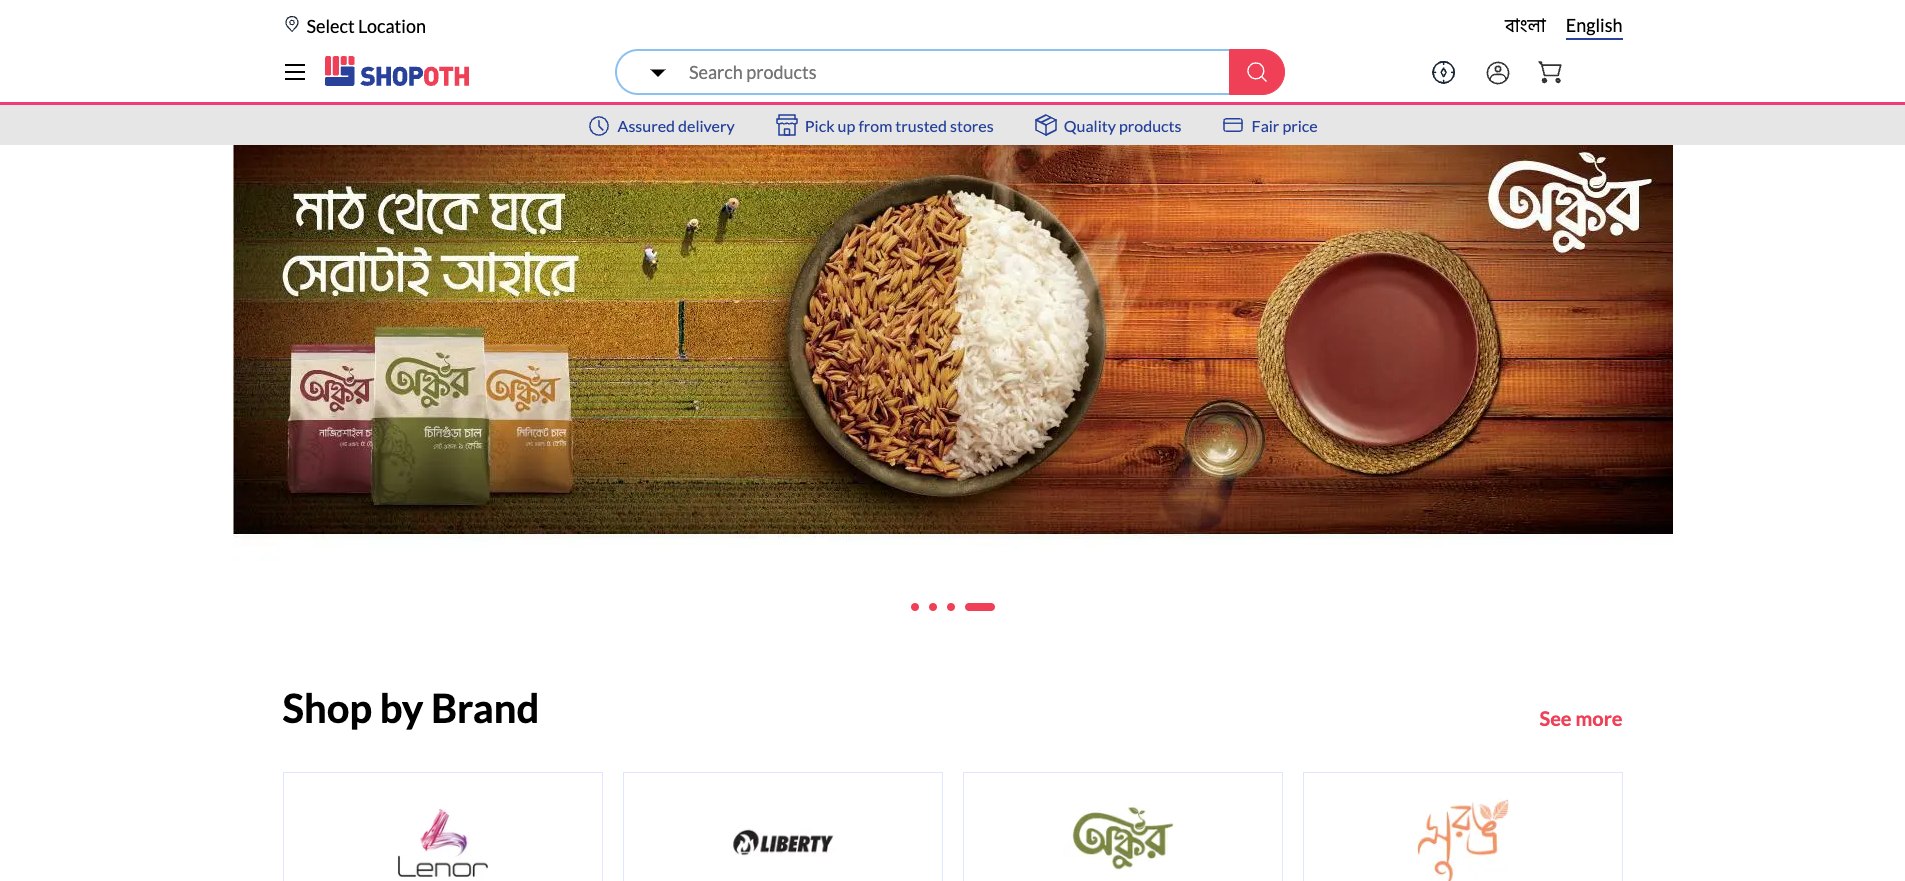 Select Location
বাংলা English
SHOPOTH
Search products
Assured delivery Pick up from trusted stores Quality products Fair price
মাঠ থেকে ঘরে
সেরাটাই আহারে
অঙ্কুর
অঙ্কুর অঙ্কুর অঙ্কুর
নাজিরশাইল চিনিগুঁড়া চাল মিনিকেট চাল
Shop by Brand
See more
Lenor
LIBERTY
অঙ্কুর
সুরঙ